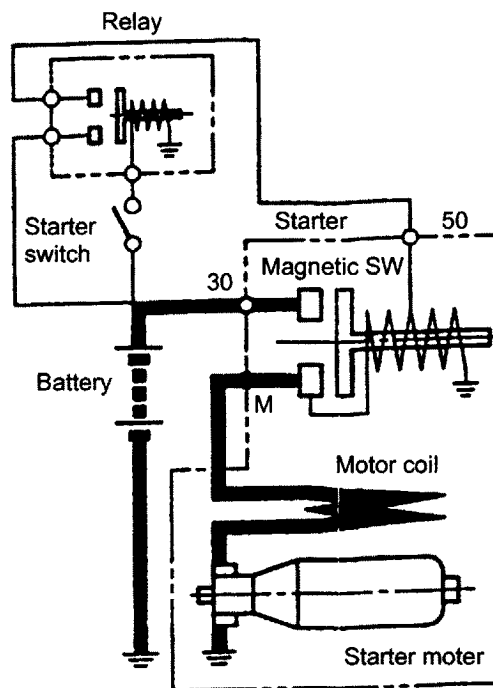 Relay
Starter
switch
Starter
50
30
Magnetic SW
Battery
M
Motor coil
Starter moter